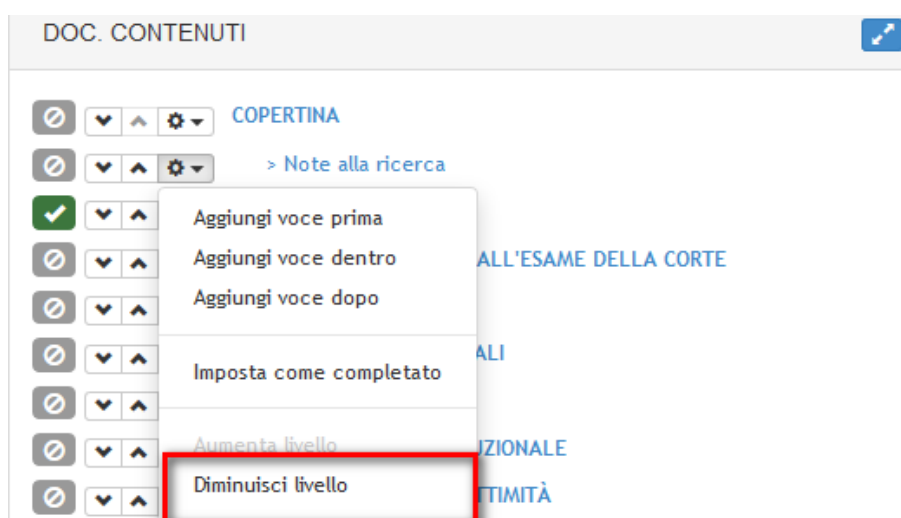 DOC. CONTENUTI
COPERTINA
> Note alla ricerca
Aggiungi voce prima
Aggiungi voce dentro
ALL'ESAME DELLA CORTE
Aggiungi voce dopo
ALI
Imposta come completato
Aumenta livello
UZIONALE
Diminuisci livello
TTIMITÀ